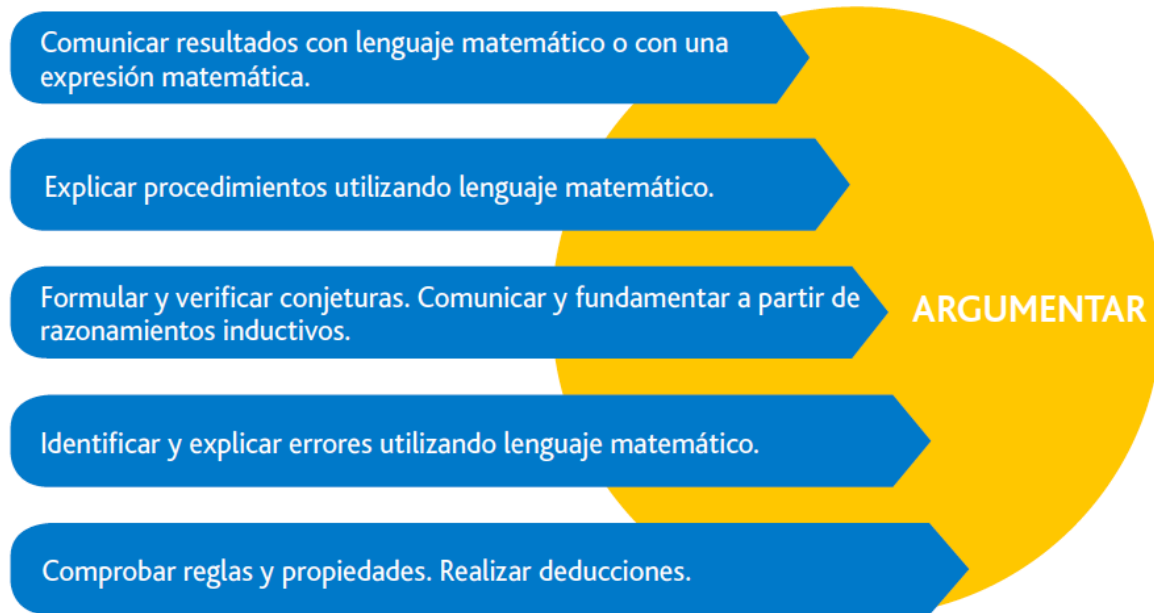 Comunicar resultados con lenguaje matemático o con una
expresión matemática.
Explicar procedimientos utilizando lenguaje matemático.
Formular y verificar conjeturas. Comunicar y fundamentar a partir de
razonamientos inductivos.
ARGUMENTAR
Identificar y explicar errores utilizando lenguaje matemático.
Comprobar reglas y propiedades. Realizar deducciones.